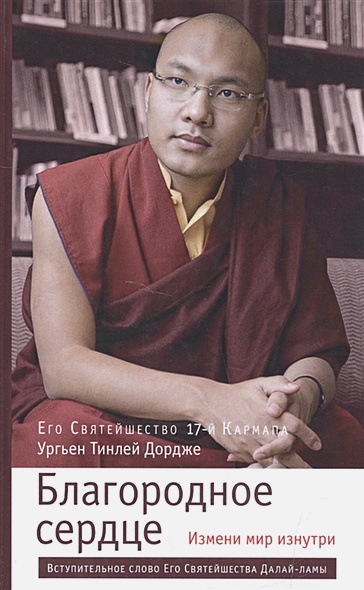 Его Святейшество 17-й Кармапа
Ургьен Тинлей Дордже
Благородное
сердце
Измени мир изнутри
Вступительное слово Его Святейшества Далай-ламы